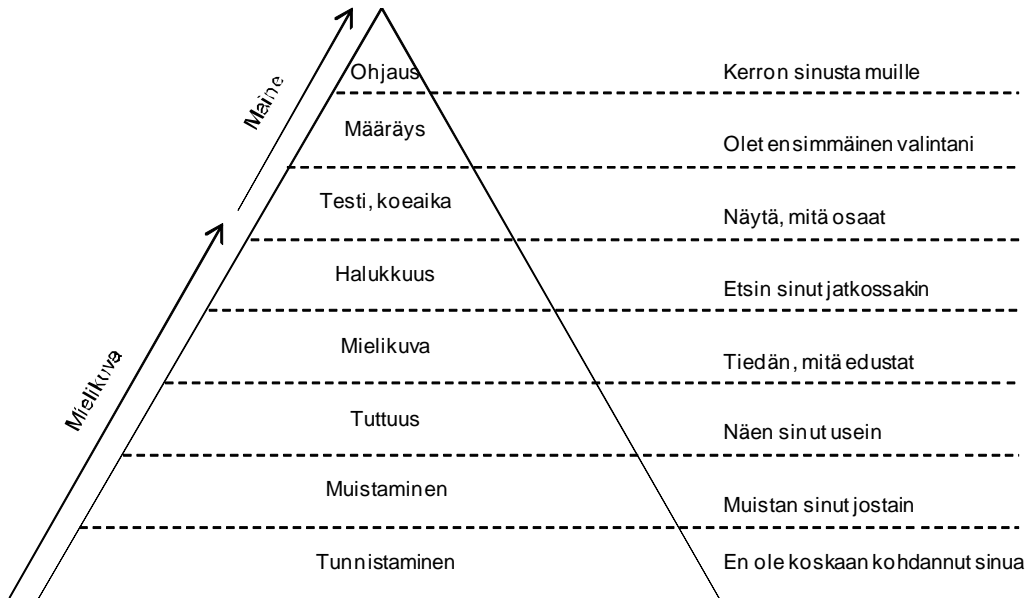 Maine
Ohjaus
Kerron sinusta muille
Määräys
Olet ensimmäinen valintani
Testi, koeaika
Näytä, mitä osaat
Halukkuus
Etsin sinut jatkossakin
Mielikuva
Mielikuva
Tiedän, mitä edustat
Tuttuus
Näen sinut usein
Muistaminen
Muistan sinut jostain
Tunnistaminen
En ole koskaan kohdannut sinua